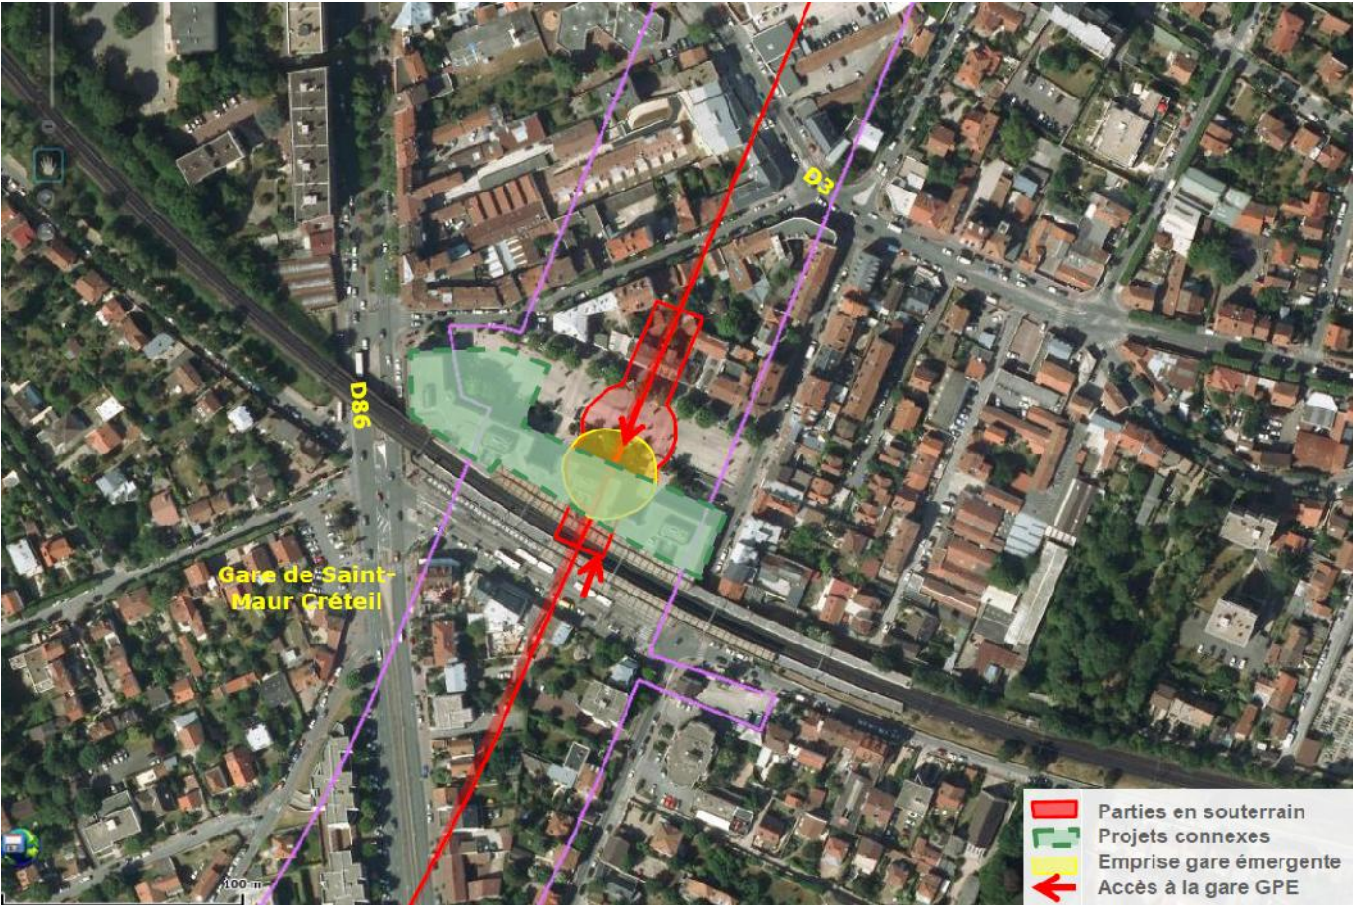 D3
D86
Gare de Saint-
Maur Créteil
100 m
Parties en souterrain
Projets connexes
Emprise gare émergente
Accès à la gare GPE